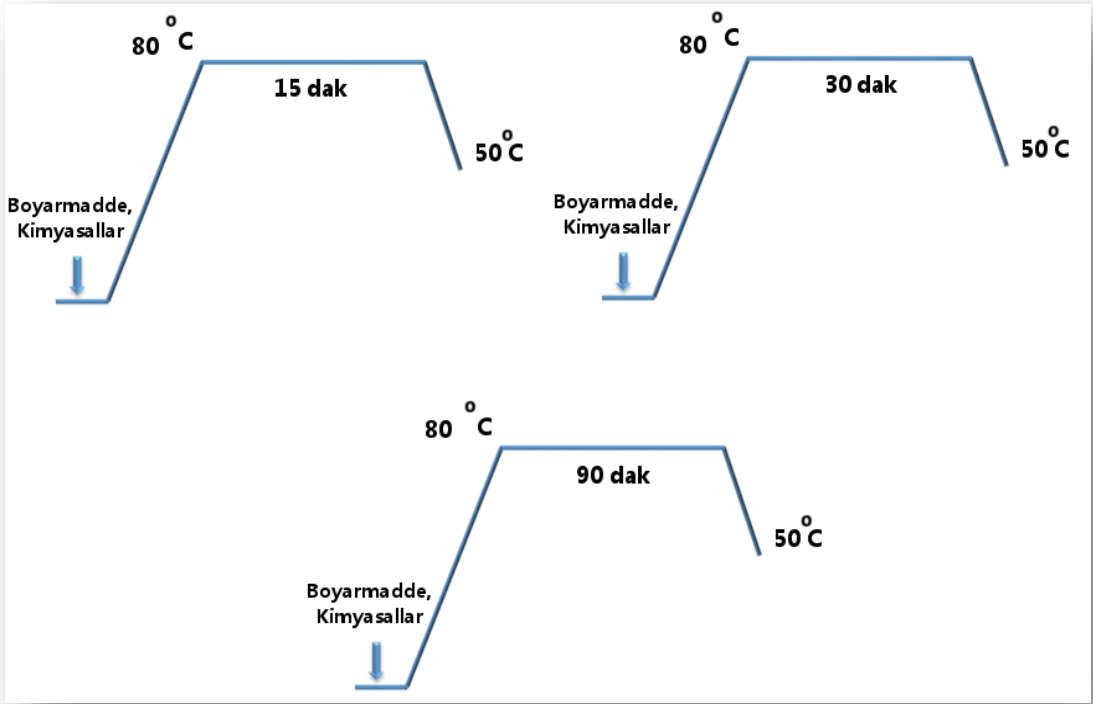 80 °C
15 dak
50°C
Boyarmadde,
Kimyasallar
80 °C
30 dak
50°C
Boyarmadde,
Kimyasallar
80 °C
90 dak
50°C
Boyarmadde,
Kimyasallar